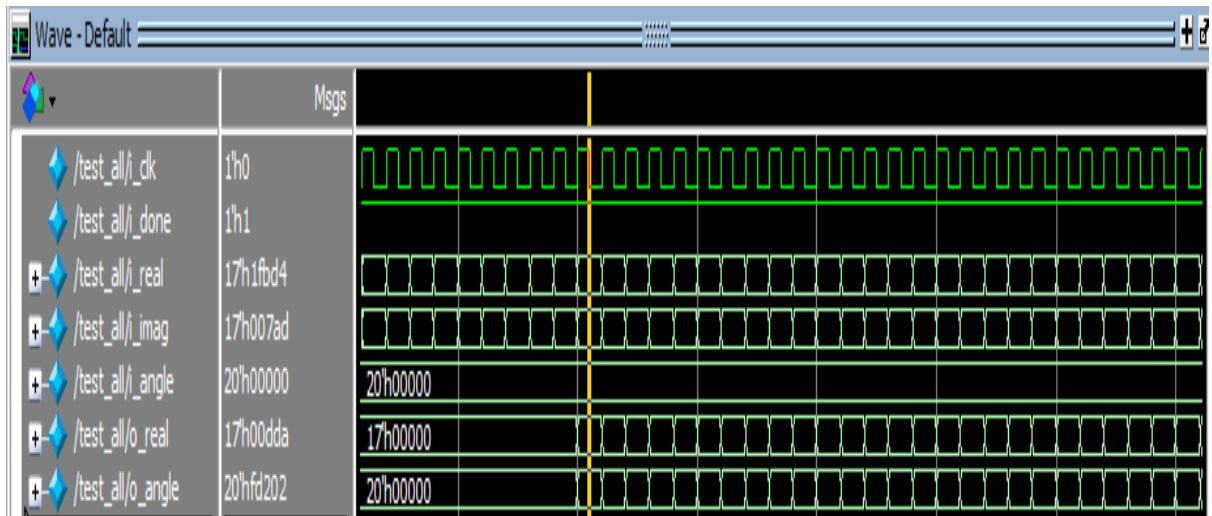 Wave - Default
Msgs
/test_all/i_clk 1'h0
/test_all/i_done 1'h1
/test_all/i_real 17'h1fbd4
/test_all/i_imag 17'h007ad
/test_all/i_angle 20'h00000 20'h00000
/test_all/o_real 17'h00dda 17'h00000
/test_all/o_angle 20'hfd202 20'h00000